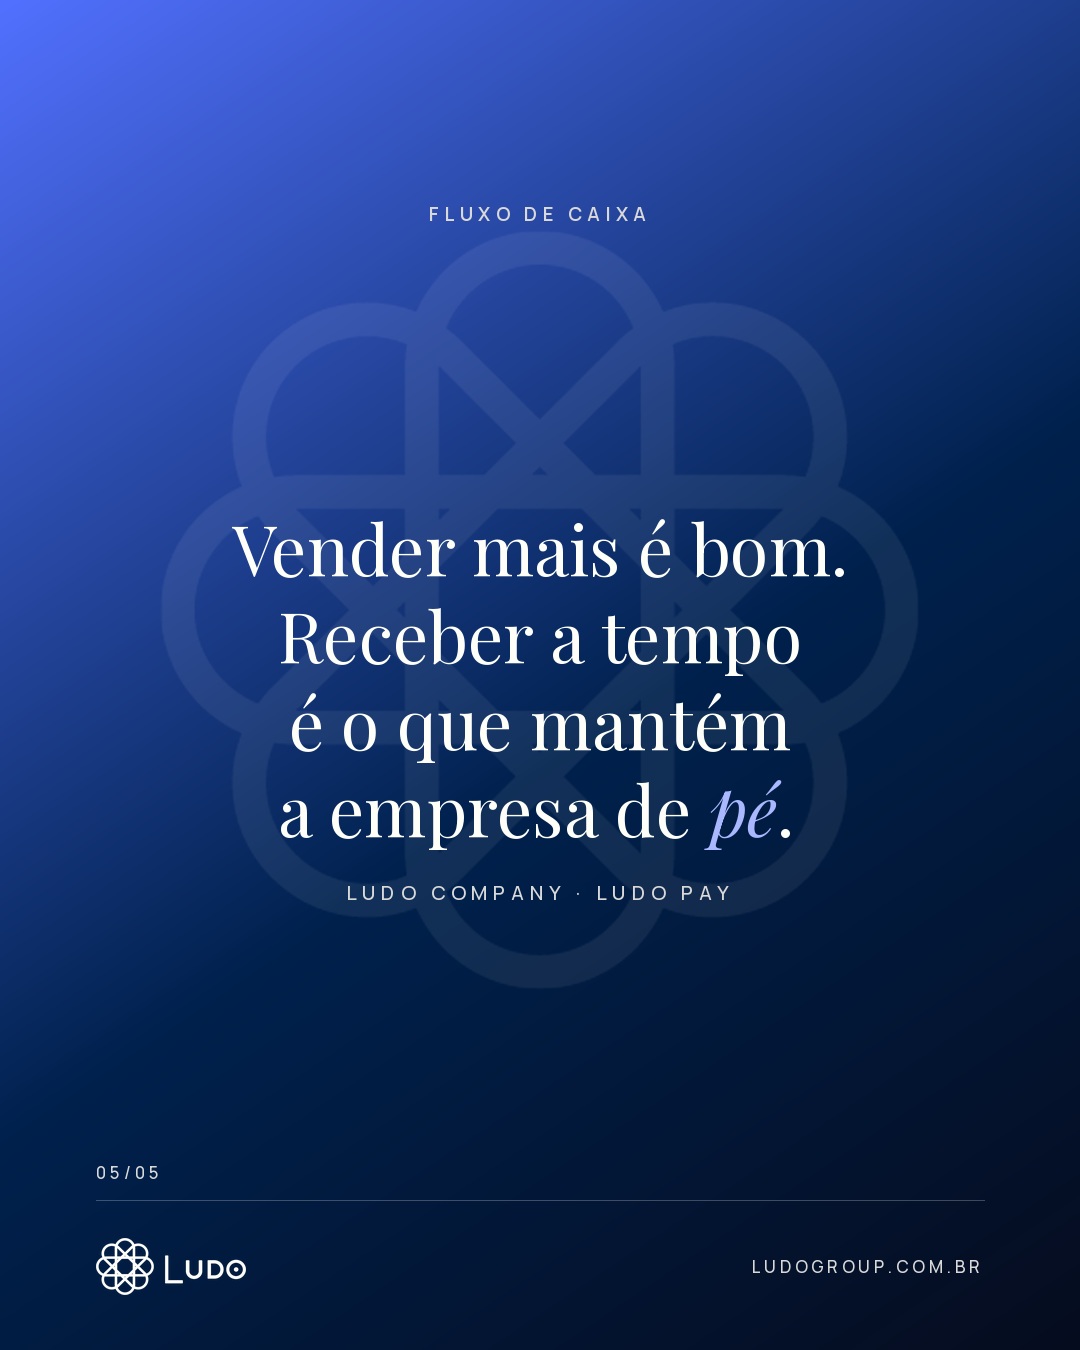 FLUXO DE CAIXA
Vender mais é bom.
Receber a tempo
é o que mantém
a empresa de pé.
LUDO COMPANY · LUDO PAY
05/05
LUDO
LUDOGROUP.COM.BR